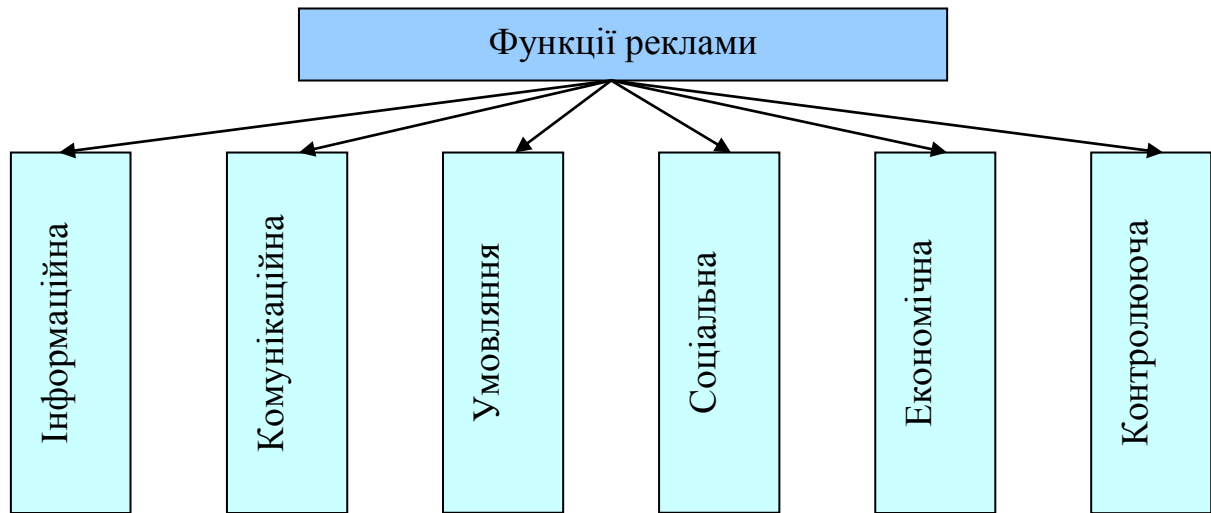 Функції реклами
Інформаційна
Комунікаційна
Умовляння
Соціальна
Економічна
Контролююча